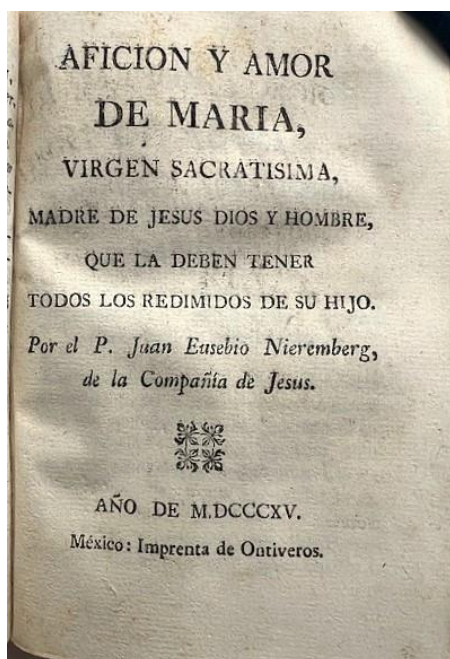 AFICION Y AMOR
DE MARIA,
VIRGEN SACRATISIMA,
MADRE DE JESUS DIOS Y HOMBRE,
QUE LA DEBEN TENER
TODOS LOS REDIMIDOS DE SU HIJO.
Por el P. Juan Eusebio Nieremberg,
de la Compañía de Jesus.
AÑO DE M.DCCCXV.
México: Imprenta de Ontiveros.